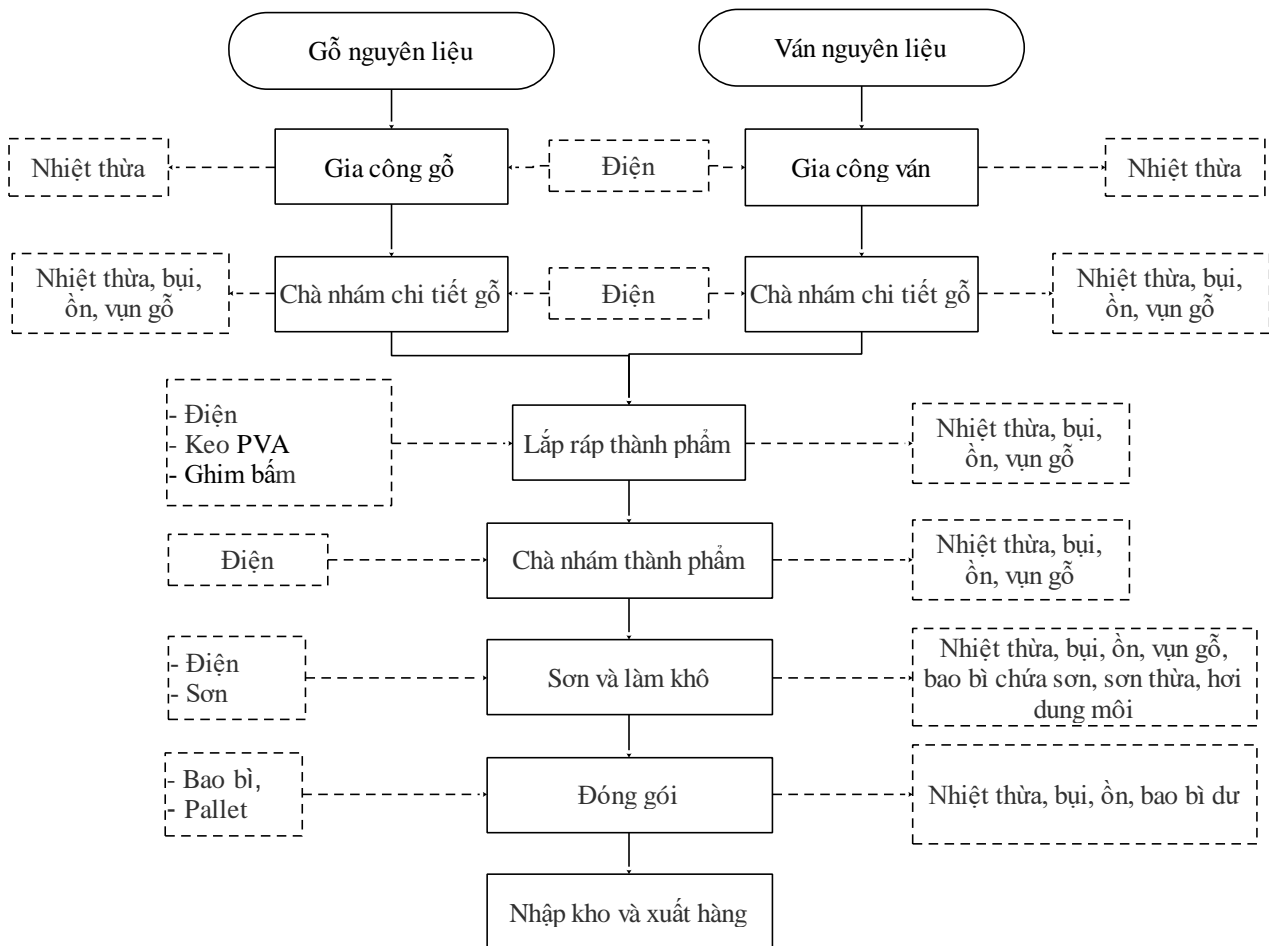 Gỗ nguyên liệu
Ván nguyên liệu
Nhiệt thừa
Gia công gỗ
Điện
Gia công ván
Nhiệt thừa
Nhiệt thừa, bụi,
ồn, vụn gỗ
Chà nhám chi tiết gỗ
Điện
Chà nhám chi tiết gỗ
Nhiệt thừa, bụi,
ồn, vụn gỗ
- Điện
- Keo PVA
- Ghim bấm
Lắp ráp thành phẩm
Nhiệt thừa, bụi,
ồn, vụn gỗ
Điện
Chà nhám thành phẩm
Nhiệt thừa, bụi,
ồn, vụn gỗ
- Điện
- Sơn
Sơn và làm khô
Nhiệt thừa, bụi, ồn, vụn gỗ,
bao bì chứa sơn, sơn thừa, hơi
dung môi
- Bao bì,
- Pallet
Đóng gói
Nhiệt thừa, bụi, ồn, bao bì dư
Nhập kho và xuất hàng